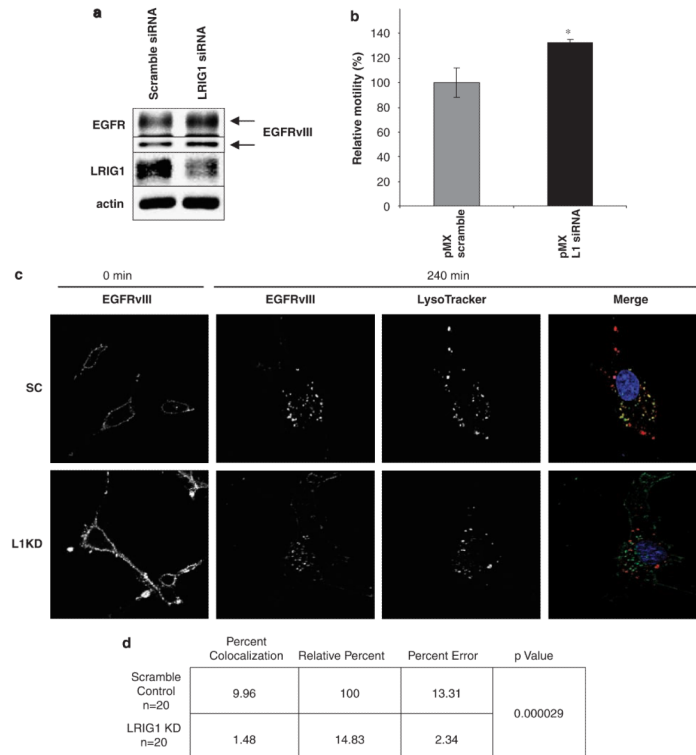 a
Scramble siRNA
LRIG1 siRNA
EGFR
EGFRvIII
LRIG1
actin
b
Relative motility (%)
140
120
100
80
60
40
20
0
*
pMX
scramble
pMX
L1 siRNA
c
0 min
240 min
EGFRvIII
EGFRvIII
LysoTracker
Merge
SC
L1KD
d
Percent
Colocalization
Relative Percent
Percent Error
p Value
Scramble
Control
n=20
9.96
100
13.31
0.000029
LRIG1 KD
n=20
1.48
14.83
2.34